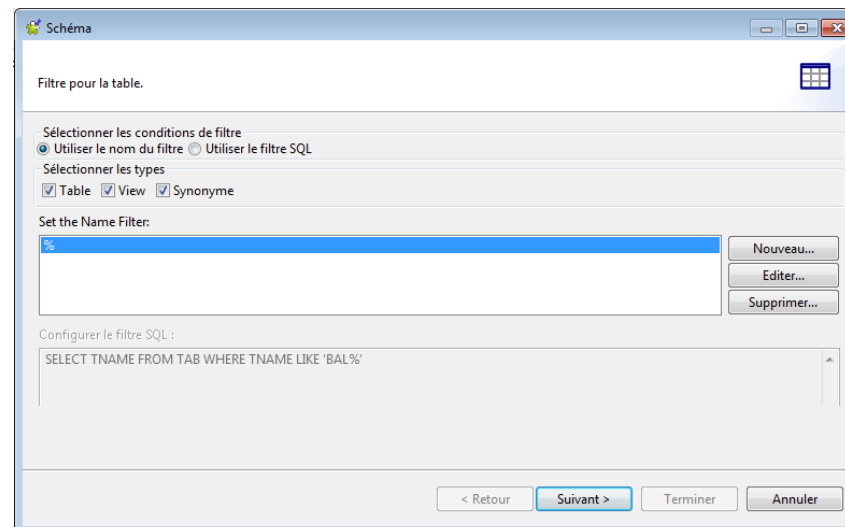 Schéma
Filtre pour la table.
Sélectionner les conditions de filtre
Utiliser le nom du filtre Utiliser le filtre SQL
Sélectionner les types
Table View Synonyme
Set the Name Filter:
%
Nouveau...
Editer...
Supprimer...
Configurer le filtre SQL :
SELECT TNAME FROM TAB WHERE TNAME LIKE 'BAL%'
< Retour Suivant > Terminer Annuler